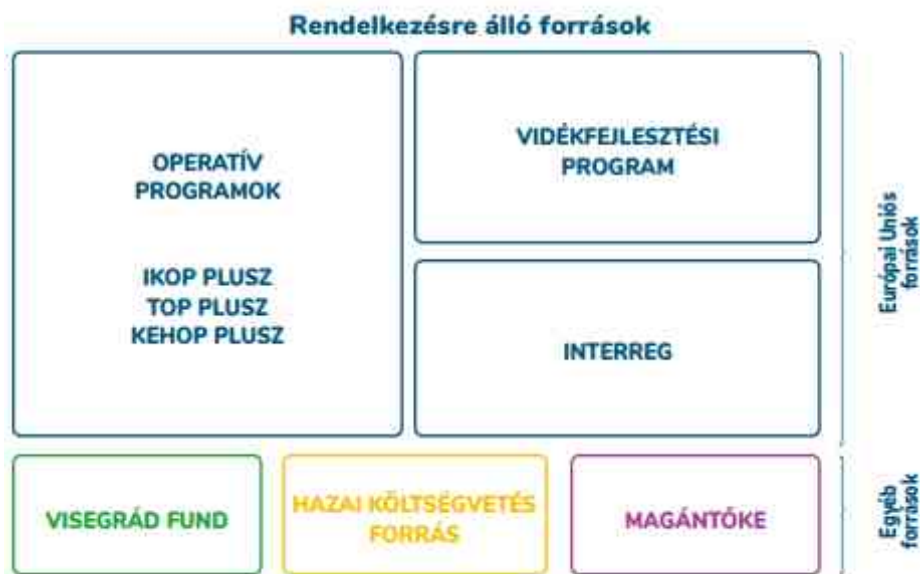 Rendelkezésre álló források
OPERATÍV
PROGRAMOK
IKOP PLUSZ
TOP PLUSZ
KEHOP PLUSZ
VIDÉKFEJLESZTÉSI
PROGRAM
INTERREG
Európai Uniós
források
VISEGRÁD FUND
HAZAI KÖLTSÉGVETÉS
FORRÁS
MAGÁNTŐKE
Egyéb
források